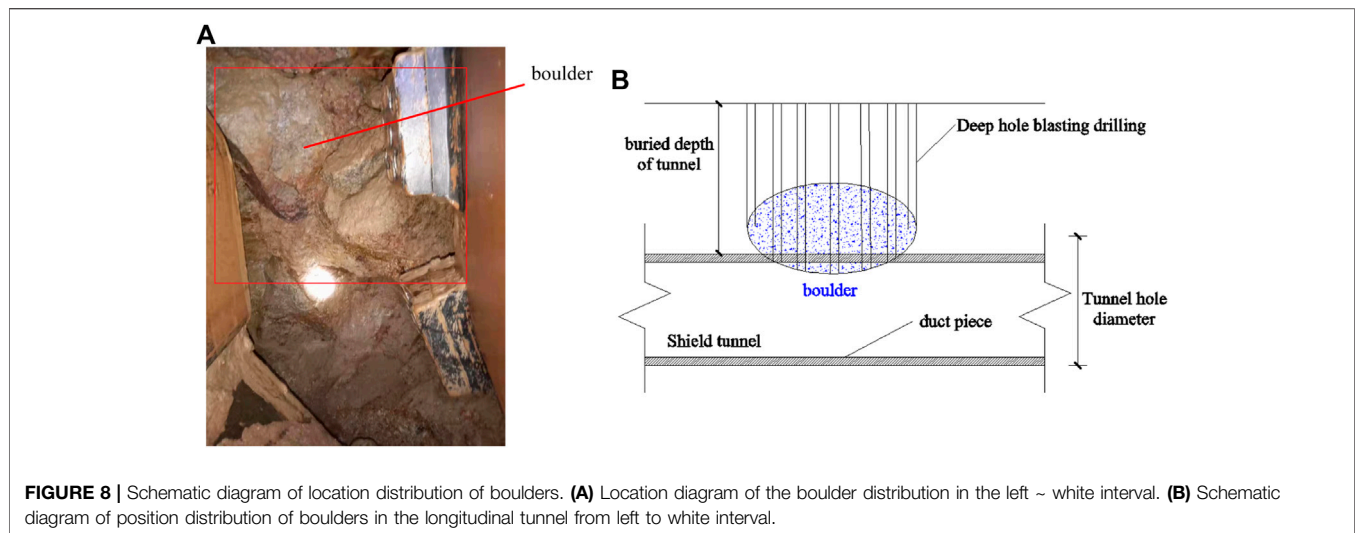 A
boulder
B
buried depth
of tunnel
Deep hole blasting drilling
boulder
Tunnel hole
diameter
duct piece
Shield tunnel
FIGURE 8 | Schematic diagram of location distribution of boulders. (A) Location diagram of the boulder distribution in the left ~ white interval. (B) Schematic
diagram of position distribution of boulders in the longitudinal tunnel from left to white interval.